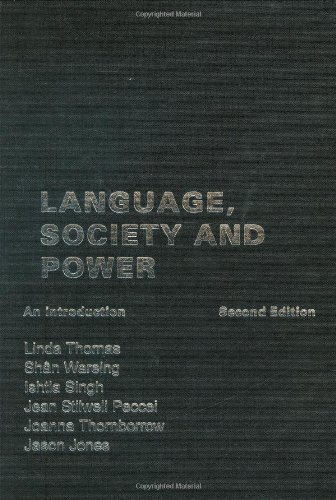 LANGUAGE,
SOCIETY AND
POWER
An Introduction Second Edition
Linda Thomas
Shân Wareing
Ishtla Singh
Jean Stilwell Peccei
Joanna Thornborrow
Jason Jones